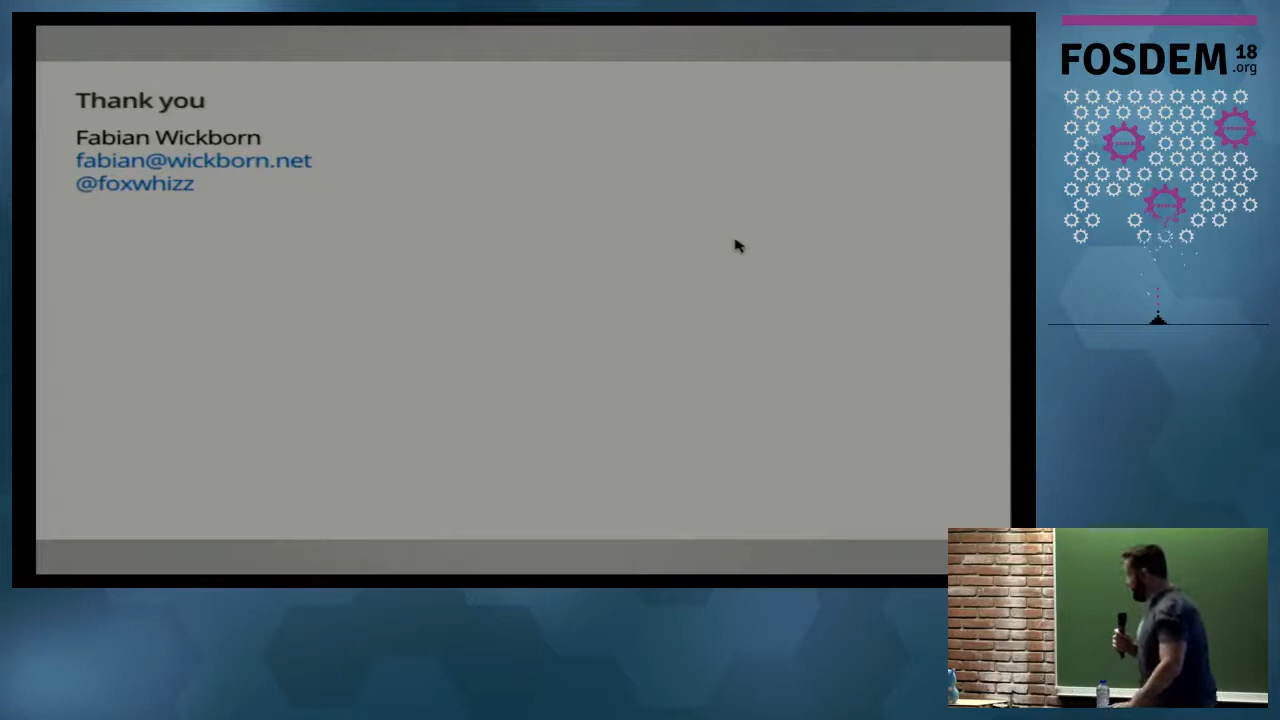 Thank you
Fabian Wickborn
fabian@wickborn.net
@foxwhizz
FOSDEM 18
.org